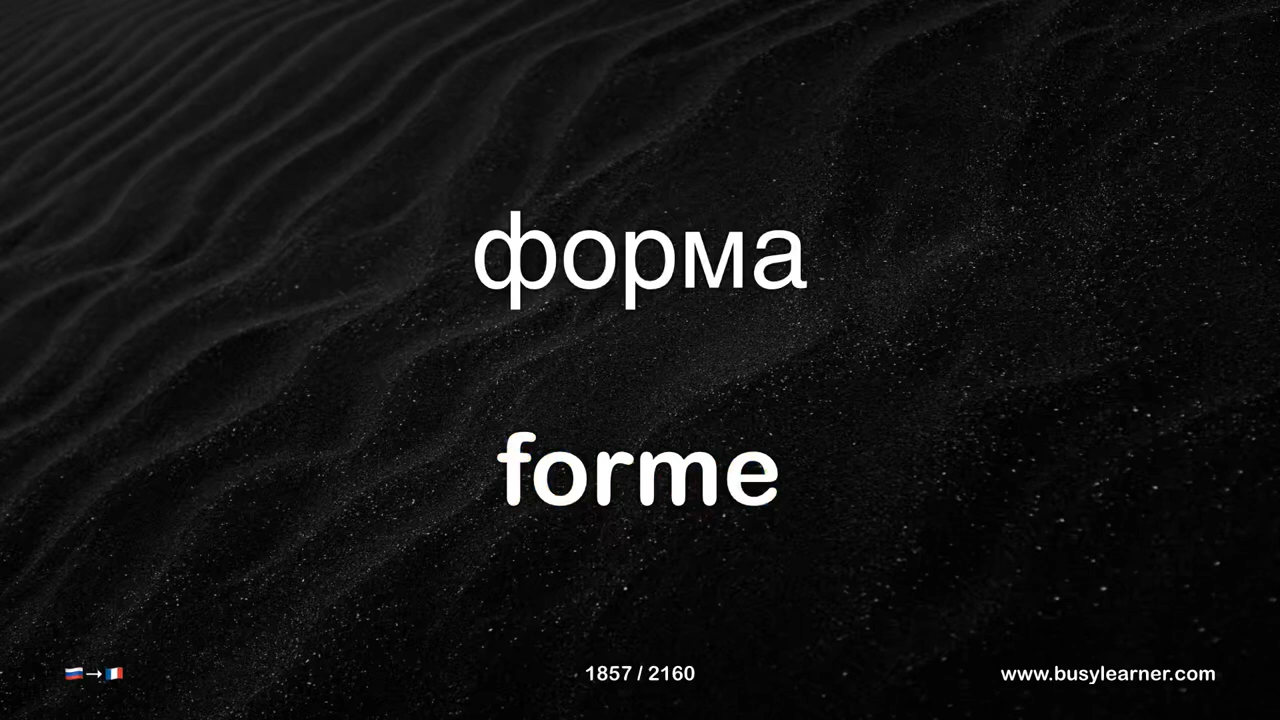 форма
forme
🇷🇺→🇫🇷
1857 / 2160
www.busylearner.com